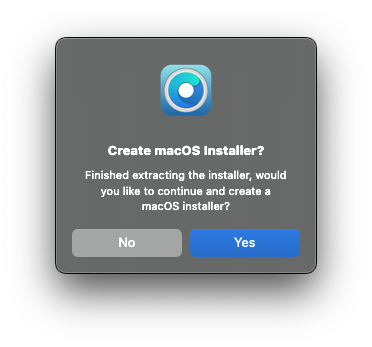 Create macOS Installer?
Finished extracting the installer, would
you like to continue and create a
macOS installer?
No
Yes